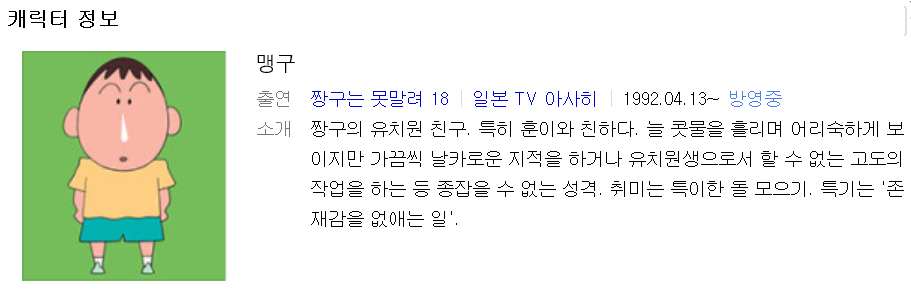 캐릭터 정보
맹구
출연 짱구는 못말려 18 일본 TV 아사히 1992.04.13~ 방영중
소개 짱구의 유치원 친구. 특히 훈이와 친하다. 늘 콧물을 흘리며 어리숙하게 보
이지만 가끔씩 날카로운 지적을 하거나 유치원생으로서 할 수 없는 고도의
작업을 하는 등 종잡을 수 없는 성격. 취미는 특이한 돌 모으기. 특기는 '존
재감을 없애는 일'.